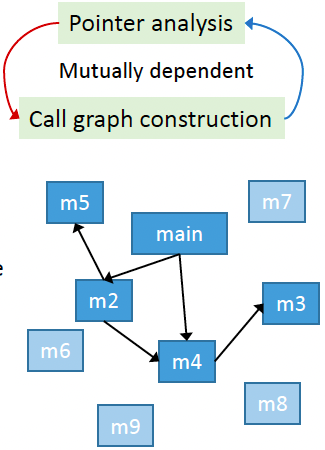 Pointer analysis
Mutually dependent
Call graph construction
m5
m7
main
e
m2
m3
m6
m4
m8
m9